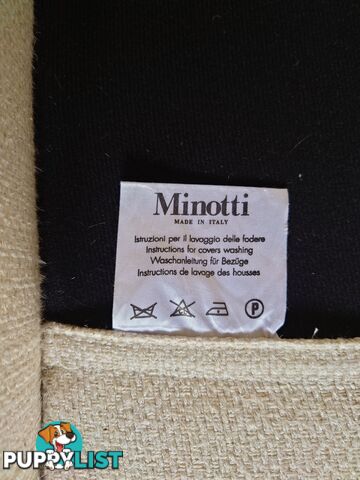 Minotti
MADE IN ITALY
Istruzioni per il lavaggio delle fodere
Instructions for covers washing
Waschanleitung für Bezüge
Instructions de lavage des housses
P
PUPPYLIST